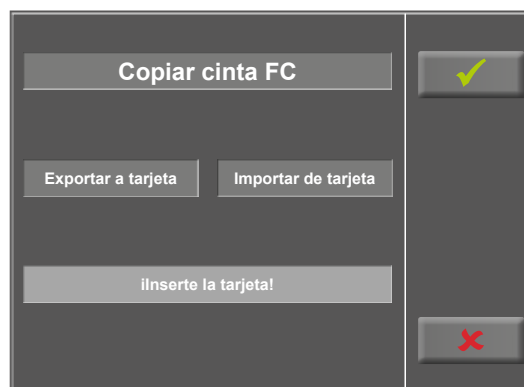 Copiar cinta FC
Exportar a tarjeta
Importar de tarjeta
¡Inserte la tarjeta!